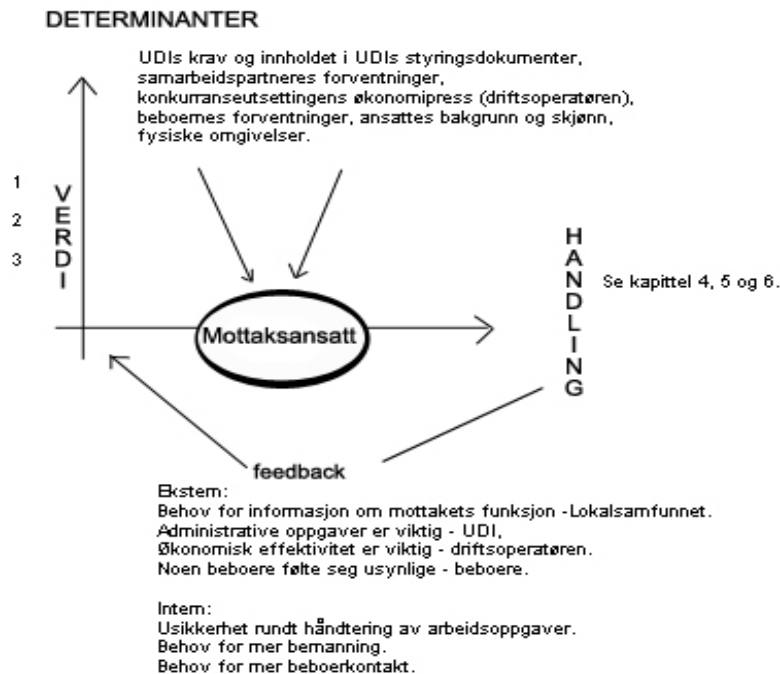 DETERMINANTER
UDIs krav og innholdet i UDIs styringsdokumenter,
samarbeidspartneres forventninger,
konkurranseutsettingens økonomipress (driftsoperatøren),
beboernes forventninger, ansattes bakgrunn og skjønn,
fysiske omgivelser.
1
2
3
VERDI
HANDLING
Se kapittel 4, 5 og 6.
Mottaksansatt
feedback
Ekstern:
Behov for informasjon om mottakets funksjon -Lokalsamfunnet.
Administrative oppgaver er viktig - UDI,
Økonomisk effektivitet er viktig - driftsoperatøren.
Noen beboere følte seg usynlige - beboere.
Intern:
Usikkerhet rundt håndtering av arbeidsoppgaver.
Behov for mer bemanning.
Behov for mer beboerkontakt.